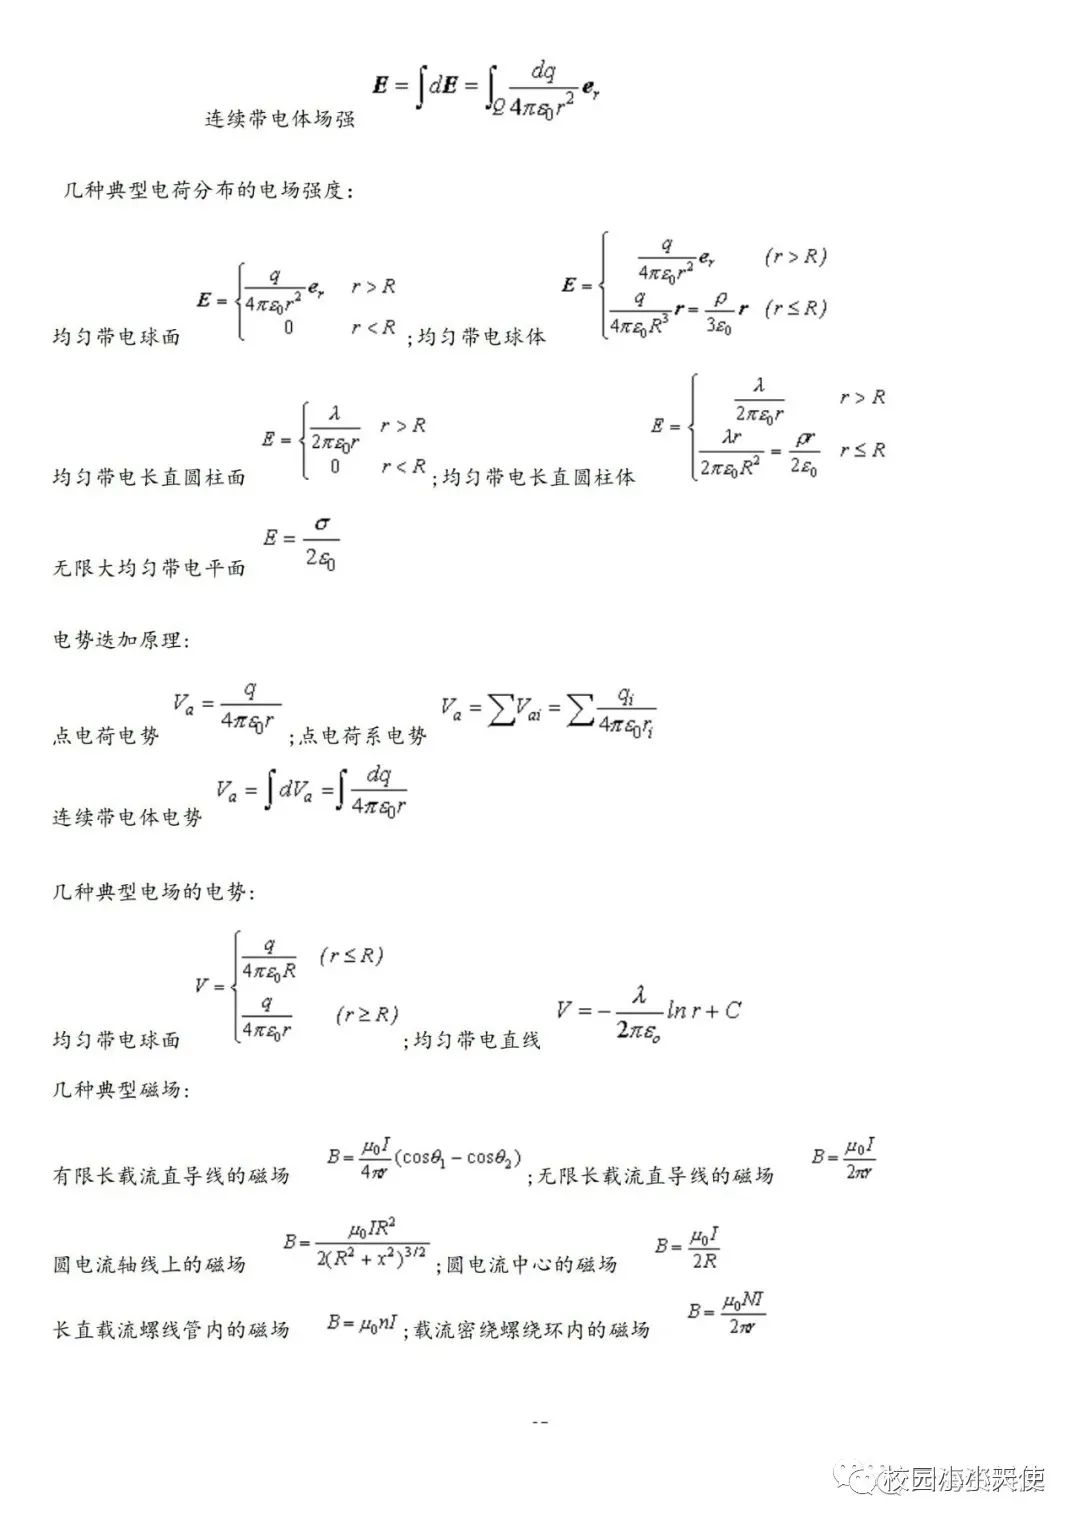 连续带电体场强 E = ∫dE = ∫_Q dq/(4πε₀r²) e_r
几种典型电荷分布的电场强度：
均匀带电球面 E = { q/(4πε₀r²) e_r  r > R ; 0  r < R ;均匀带电球体 E = { q/(4πε₀r²) e_r  (r > R) ; q/(4πε₀R³) r = ρ/(3ε₀) r  (r ≤ R)
均匀带电长直圆柱面 E = { λ/(2πε₀r)  r > R ; 0  r < R ;均匀带电长直圆柱体 E = { λ/(2πε₀r)  r > R ; λr/(2πε₀R²) = ρr/(2ε₀)  r ≤ R
无限大均匀带电平面 E = σ/(2ε₀)
电势迭加原理：
点电荷电势 V_a = q/(4πε₀r) ;点电荷系电势 V_a = ∑V_ai = ∑ q_i/(4πε₀r_i)
连续带电体电势 V_a = ∫dV_a = ∫ dq/(4πε₀r)
几种典型电场的电势：
均匀带电球面 V = { q/(4πε₀R)  (r ≤ R) ; q/(4πε₀r)  (r ≥ R) ;均匀带电直线 V = − λ/(2πε₀) ln r + C
几种典型磁场：
有限长载流直导线的磁场 B = μ₀I/(4πr) (cosθ₁ − cosθ₂) ;无限长载流直导线的磁场 B = μ₀I/(2πr)
圆电流轴线上的磁场 B = μ₀IR²/(2(R² + x²)^3/2) ;圆电流中心的磁场 B = μ₀I/(2R)
长直载流螺线管内的磁场 B = μ₀nI ;载流密绕螺绕环内的磁场 B = μ₀NI/(2πr)
--
校园小小天使